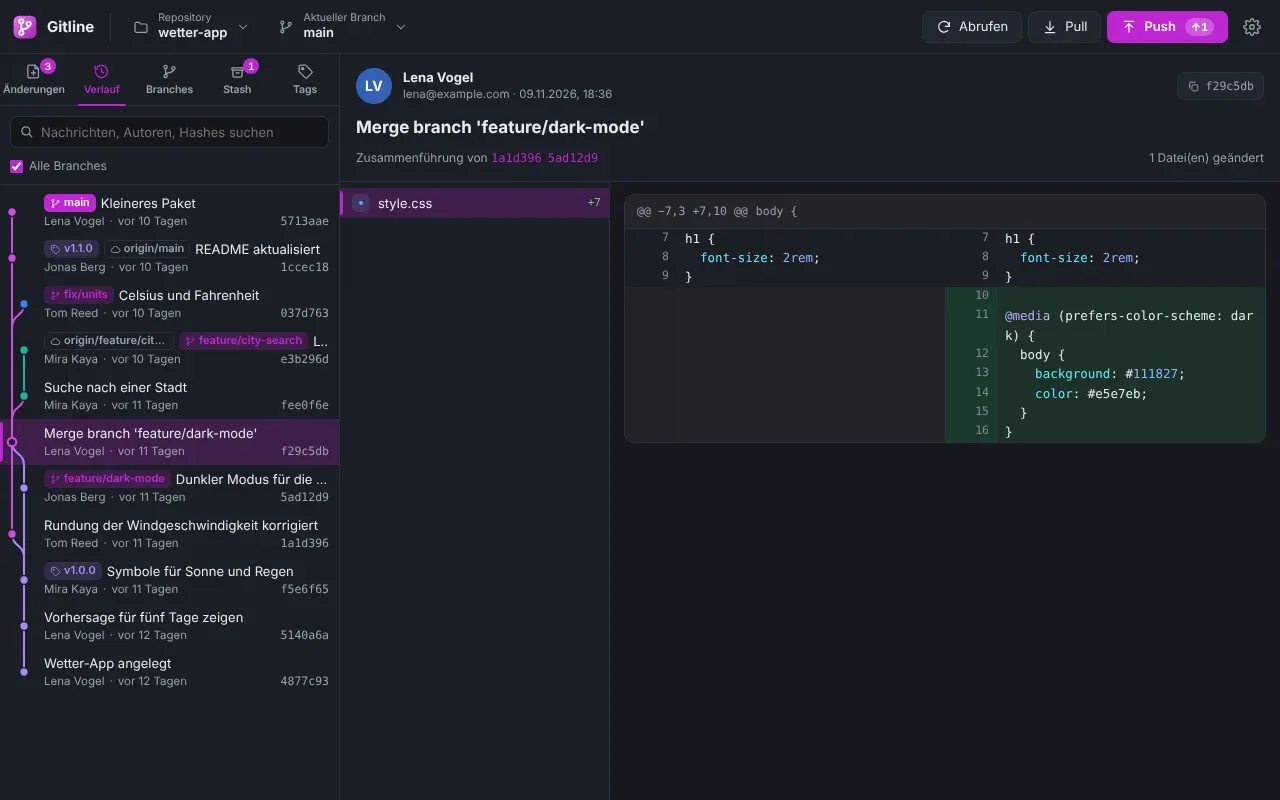 Gitline
Repository
wetter-app
Aktueller Branch
main
Abrufen
Pull
Push
1
3
Änderungen
Verlauf
Branches
1
Stash
Tags
Nachrichten, Autoren, Hashes suchen
Alle Branches
main Kleineres Paket
Lena Vogel · vor 10 Tagen 5713aae
v1.1.0 origin/main README aktualisiert
Jonas Berg · vor 10 Tagen 1ccec18
fix/units Celsius und Fahrenheit
Tom Reed · vor 10 Tagen 037d763
origin/feature/cit… feature/city-search L…
Mira Kaya · vor 10 Tagen e3b296d
Suche nach einer Stadt
Mira Kaya · vor 11 Tagen fee0f6e
Merge branch 'feature/dark-mode'
Lena Vogel · vor 11 Tagen f29c5db
feature/dark-mode Dunkler Modus für die …
Jonas Berg · vor 11 Tagen 5ad12d9
Rundung der Windgeschwindigkeit korrigiert
Tom Reed · vor 11 Tagen 1a1d396
v1.0.0 Symbole für Sonne und Regen
Mira Kaya · vor 11 Tagen f5e6f65
Vorhersage für fünf Tage zeigen
Lena Vogel · vor 12 Tagen 5140a6a
Wetter-App angelegt
Lena Vogel · vor 12 Tagen 4877c93
LV
Lena Vogel
lena@example.com · 09.11.2026, 18:36
f29c5db
Merge branch 'feature/dark-mode'
Zusammenführung von 1a1d396 5ad12d9
1 Datei(en) geändert
style.css +7
@@ −7,3 +7,10 @@ body {
7 h1 { 7 h1 {
8 font-size: 2rem; 8 font-size: 2rem;
9 } 9 }
10
11 @media (prefers-color-scheme: dar
k) {
12 body {
13 background: #111827;
14 color: #e5e7eb;
15 }
16 }